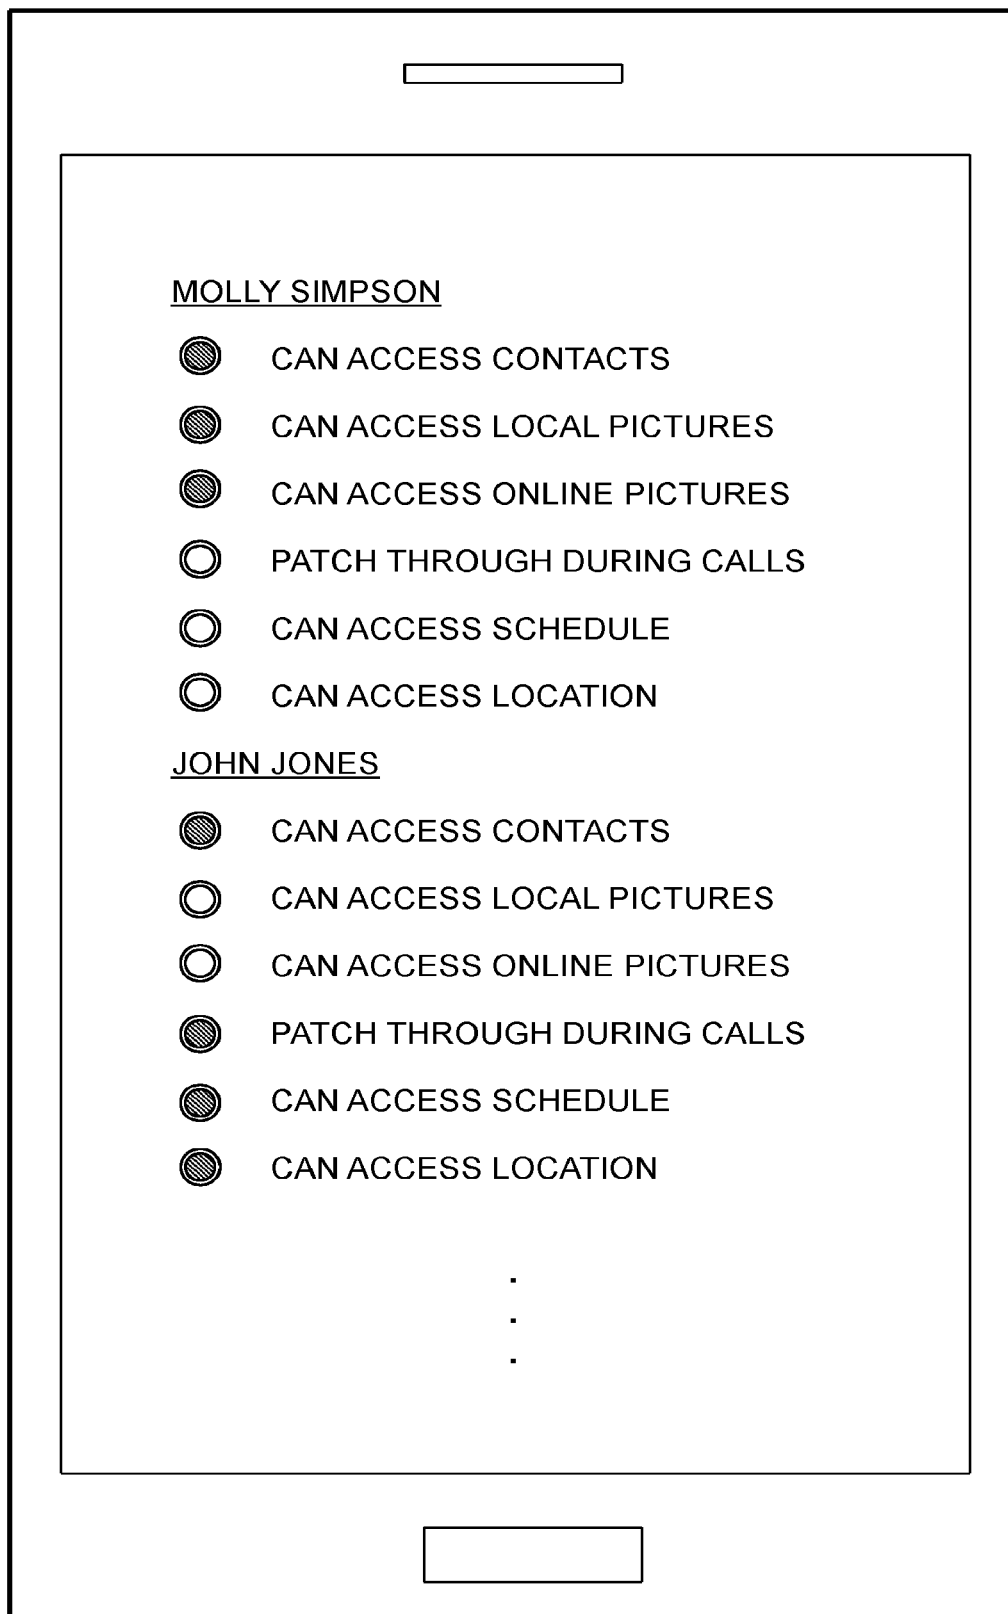 MOLLY SIMPSON
CAN ACCESS CONTACTS
CAN ACCESS LOCAL PICTURES
CAN ACCESS ONLINE PICTURES
PATCH THROUGH DURING CALLS
CAN ACCESS SCHEDULE
CAN ACCESS LOCATION
JOHN JONES
CAN ACCESS CONTACTS
CAN ACCESS LOCAL PICTURES
CAN ACCESS ONLINE PICTURES
PATCH THROUGH DURING CALLS
CAN ACCESS SCHEDULE
CAN ACCESS LOCATION